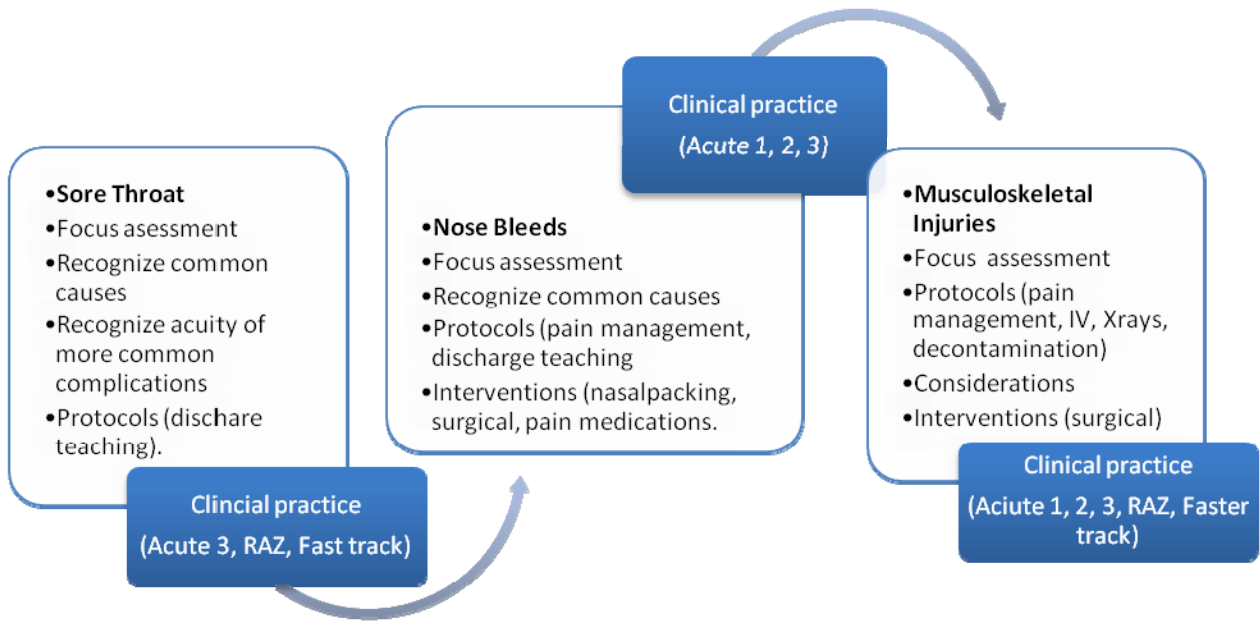 •Sore Throat
•Focus asessment
•Recognize common
causes
•Recognize acuity of
more common
complications
•Protocols (dischare
teaching).
Clincial practice
(Acute 3, RAZ, Fast track)
•Nose Bleeds
•Focus assessment
•Recognize common causes
•Protocols (pain management,
discharge teaching
•Interventions (nasalpacking,
surgical, pain medications.
Clinical practice
(Acute 1, 2, 3)
•Musculoskeletal
Injuries
•Focus assessment
•Protocols (pain
management, IV, Xrays,
decontamination)
•Considerations
•Interventions (surgical)
Clinical practice
(Aciute 1, 2, 3, RAZ, Faster
track)